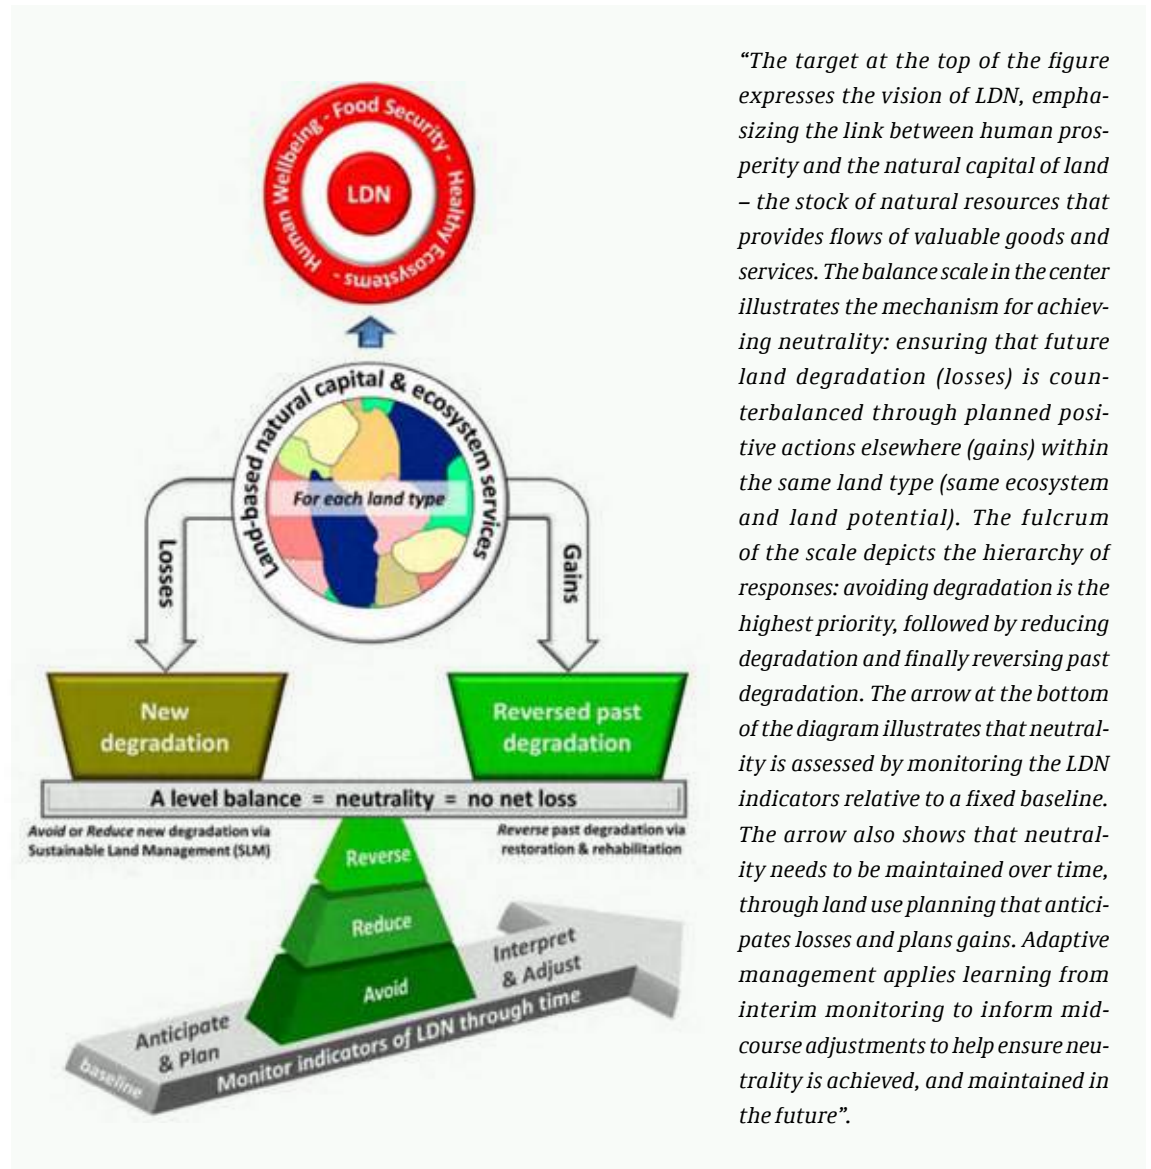 Human Wellbeing - Food Security - Healthy Ecosystems -
LDN
Land-based natural capital & ecosystem services
For each land type
Losses
Gains
New
degradation
Reversed past
degradation
A level balance = neutrality = no net loss
Avoid or Reduce new degradation via
Sustainable Land Management (SLM)
Reverse past degradation via
restoration & rehabilitation
Reverse
Reduce
Avoid
Interpret
& Adjust
Anticipate
& Plan
baseline
Monitor indicators of LDN through time
“The target at the top of the figure
expresses the vision of LDN, empha-
sizing the link between human pros-
perity and the natural capital of land
– the stock of natural resources that
provides flows of valuable goods and
services. The balance scale in the center
illustrates the mechanism for achiev-
ing neutrality: ensuring that future
land degradation (losses) is coun-
terbalanced through planned posi-
tive actions elsewhere (gains) within
the same land type (same ecosystem
and land potential). The fulcrum
of the scale depicts the hierarchy of
responses: avoiding degradation is the
highest priority, followed by reducing
degradation and finally reversing past
degradation. The arrow at the bottom
of the diagram illustrates that neutral-
ity is assessed by monitoring the LDN
indicators relative to a fixed baseline.
The arrow also shows that neutral-
ity needs to be maintained over time,
through land use planning that antici-
pates losses and plans gains. Adaptive
management applies learning from
interim monitoring to inform mid-
course adjustments to help ensure neu-
trality is achieved, and maintained in
the future”.